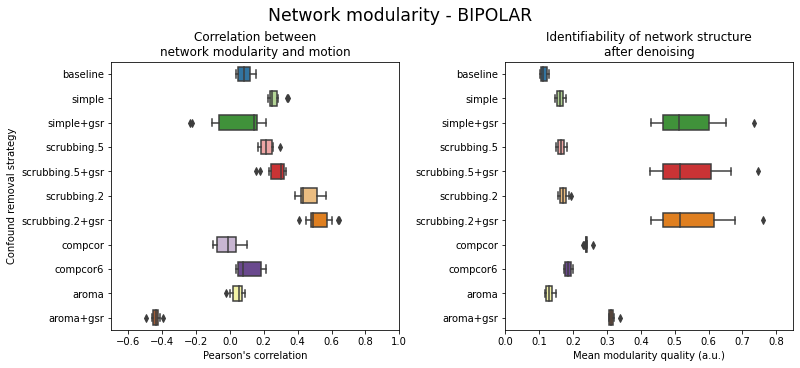 Network modularity - BIPOLAR
Correlation between
network modularity and motion
Confound removal strategy
baseline
simple
simple+gsr
scrubbing.5
scrubbing.5+gsr
scrubbing.2
scrubbing.2+gsr
compcor
compcor6
aroma
aroma+gsr
−0.6 −0.4 −0.2 0.0 0.2 0.4 0.6 0.8 1.0
Pearson's correlation
Identifiability of network structure
after denoising
baseline
simple
simple+gsr
scrubbing.5
scrubbing.5+gsr
scrubbing.2
scrubbing.2+gsr
compcor
compcor6
aroma
aroma+gsr
0.0 0.1 0.2 0.3 0.4 0.5 0.6 0.7 0.8
Mean modularity quality (a.u.)